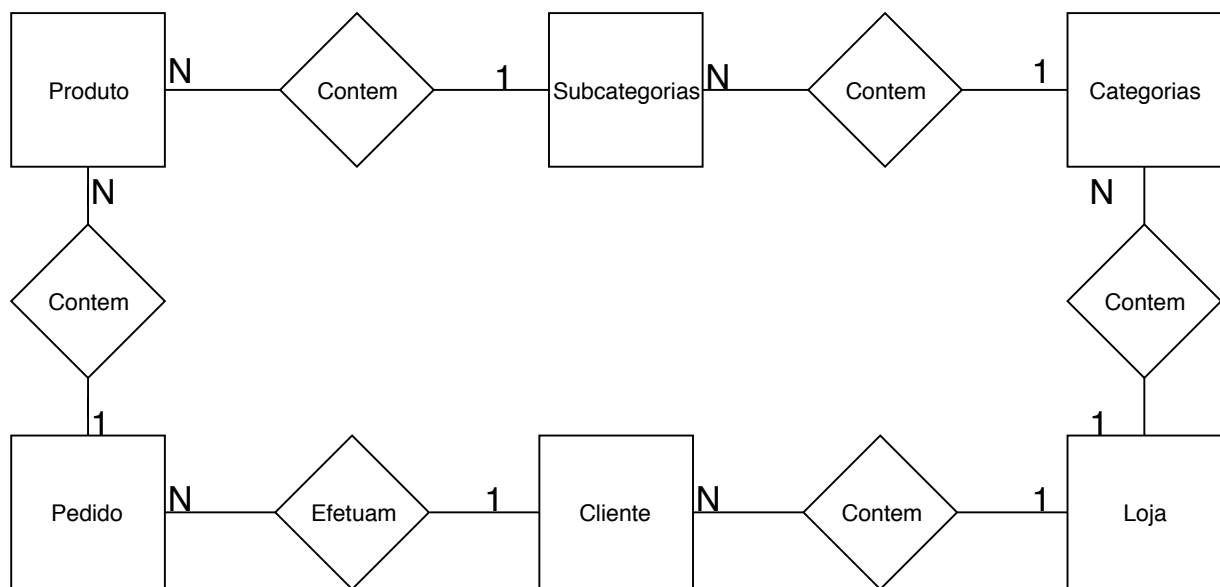 Produto
N
Contem
1
Subcategorias
N
Contem
1
Categorias
N
N
Contem
Contem
1
1
Pedido
N
Efetuam
1
Cliente
N
Contem
1
Loja